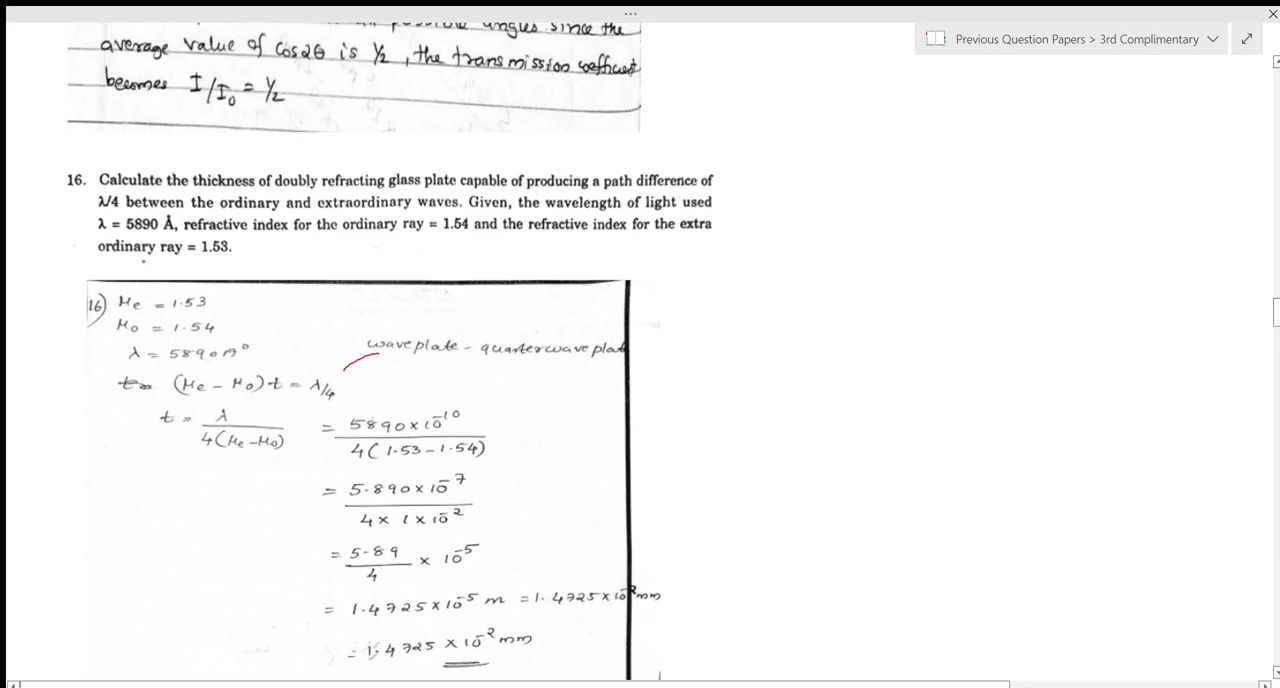 ...
Previous Question Papers > 3rd Complimentary
angles since the
average value of Cos2θ is ½, the transmission coefficient
becomes I/I₀ = ½
16. Calculate the thickness of doubly refracting glass plate capable of producing a path difference of
λ/4 between the ordinary and extraordinary waves. Given, the wavelength of light used
λ = 5890 Å, refractive index for the ordinary ray = 1.54 and the refractive index for the extra
ordinary ray = 1.53.
16) μe = 1.53
μo = 1.54
λ = 5890 A°
waveplate - quarterwave plat
(μe - μo) t = λ/4
t = λ / 4(μe - μo) = 5890 × 10⁻¹⁰ / 4(1.53 - 1.54)
= 5.890 × 10⁻⁷ / 4 × 1 × 10⁻²
= 5.89 / 4 × 10⁻⁵
= 1.4725 × 10⁻⁵ m = 1.4725 × 10⁻² mm
= 1.4725 × 10⁻² mm